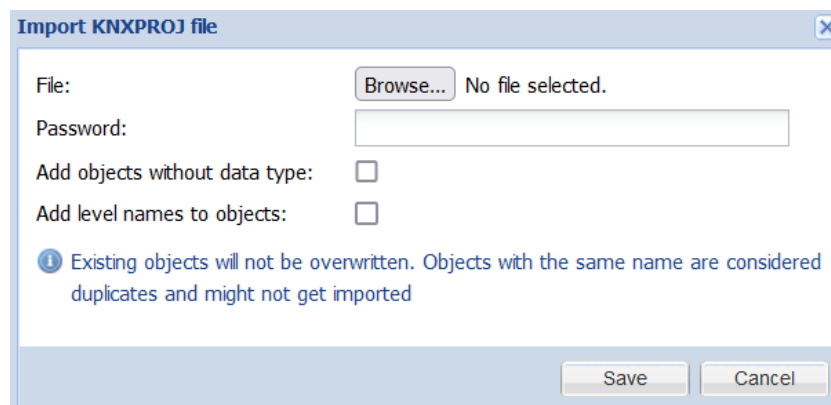 Import KNXPROJ file
File:
Browse... No file selected.
Password:
Add objects without data type:
Add level names to objects:
Existing objects will not be overwritten. Objects with the same name are considered
duplicates and might not get imported
Save
Cancel